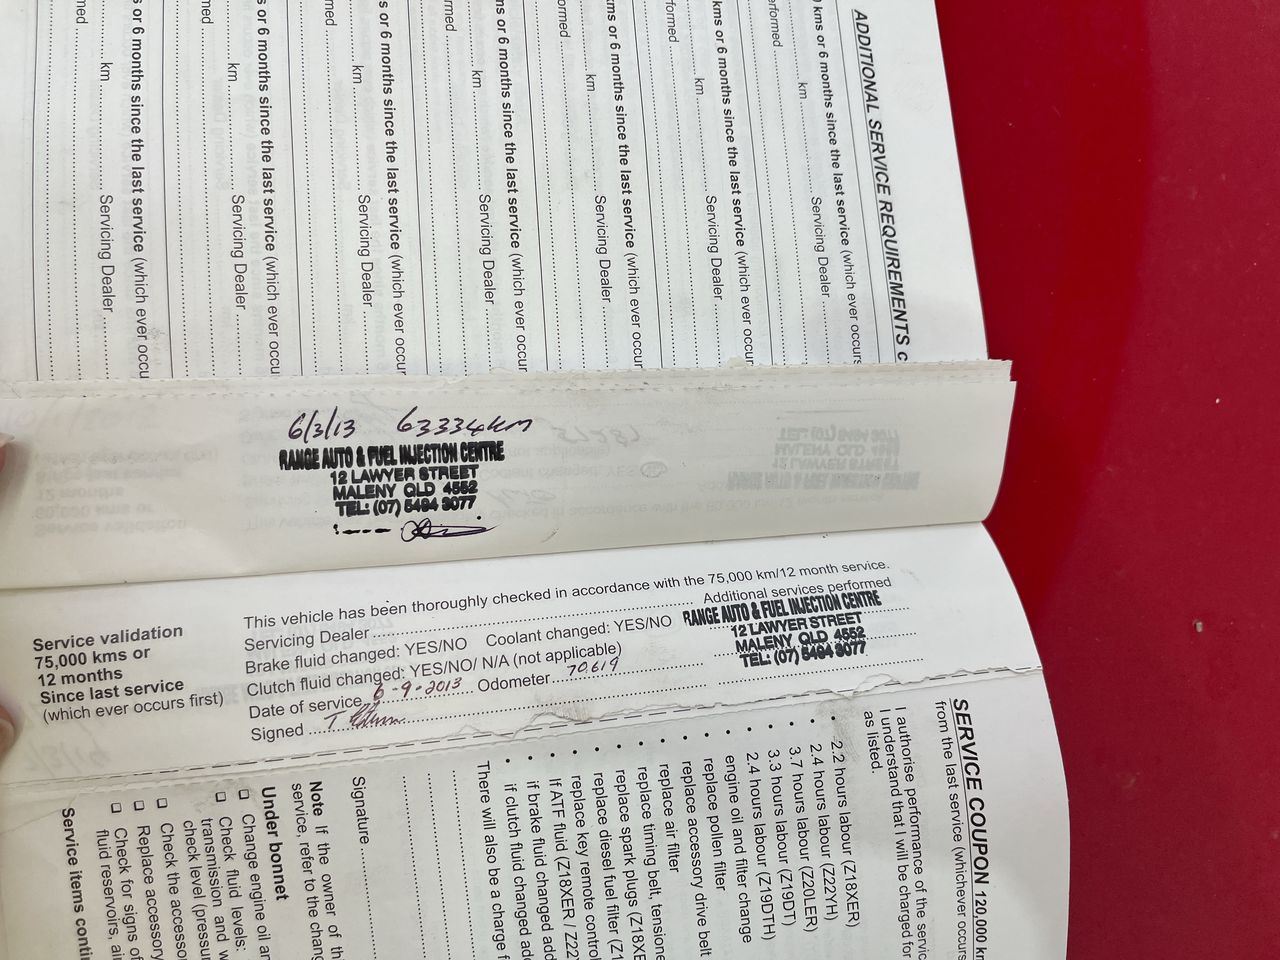 ADDITIONAL SERVICE REQUIREMENTS
kms or 6 months since the last service (which ever occurs
km Servicing Dealer
kms or 6 months since the last service (which ever occur
km Servicing Dealer
kms or 6 months since the last service (which ever occur
km Servicing Dealer
ms or 6 months since the last service (which ever occur
km Servicing Dealer
s or 6 months since the last service (which ever occur
km Servicing Dealer
s or 6 months since the last service (which ever occu
km Servicing Dealer
s or 6 months since the last service (which ever occu
km Servicing Dealer
6/3/13 63334km
RANGE AUTO & FUEL INJECTION CENTRE
12 LAWYER STREET
MALENY QLD 4552
TEL: (07) 5494 3077
Service validation
75,000 kms or
12 months
Since last service
(which ever occurs first)
This vehicle has been thoroughly checked in accordance with the 75,000 km/12 month service.
Servicing Dealer Additional services performed
Brake fluid changed: YES/NO Coolant changed: YES/NO
Clutch fluid changed: YES/NO/ N/A (not applicable)
Date of service 6-9-2013 Odometer 70619
Signed
RANGE AUTO & FUEL INJECTION CENTRE
12 LAWYER STREET
MALENY QLD 4552
TEL: (07) 5494 3077
SERVICE COUPON 120,000 k
from the last service (whichever occurs
I authorise performance of the servic
I understand that I will be charged for
as listed.
• 2.2 hours labour (Z18XER)
• 2.4 hours labour (Z22YH)
• 3.7 hours labour (Z20LER)
• 3.3 hours labour (Z19DT)
• 2.4 hours labour (Z19DTH)
• engine oil and filter change
• replace pollen filter
• replace accessory drive belt
• replace air filter
• replace timing belt, tensione
• replace spark plugs (Z18XE
• replace diesel fuel filter (Z1
• replace key remote control
• If ATF fluid (Z18XER / Z22
• if brake fluid changed add
• if clutch fluid changed add
There will also be a charge f
Signature
Note If the owner of th
service, refer to the chang
Under bonnet
❑ Change engine oil an
❑ Check fluid levels:
transmission and w
check level (pressur
❑ Check the accessor
❑ Replace accessory
❑ Check for signs of
fluid reservoirs, air
Service items conti